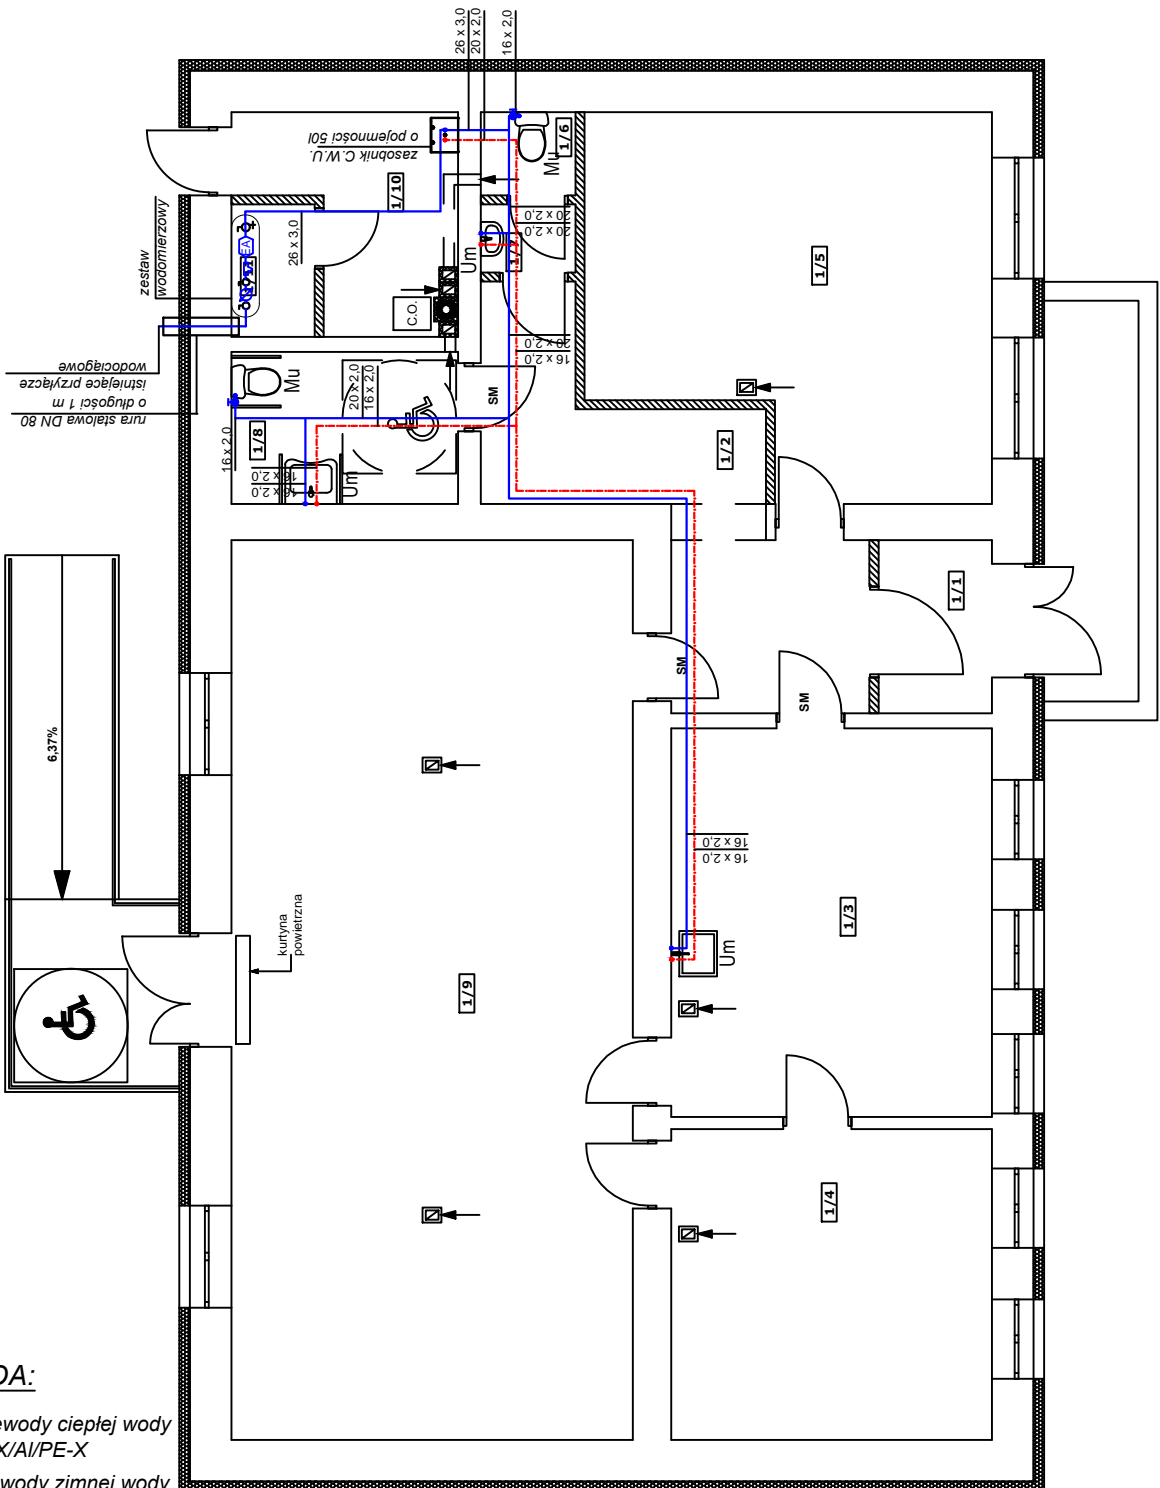 26 x 3,0
20 x 2,0
16 x 2,0
zasobnik C.W.U.
o pojemności 50l
1/6
Mu
1/10
zestaw
wodomierzowy
26 x 3,0
EA
20 x 2,0
20 x 2,0
Um
1/5
C.O.
istniejące przyłącze
wodociągowe
rura stalowa DN 80
o długości 1 m
20 x 2,0
16 x 2,0
Mu
20 x 2,0
16 x 2,0
SM
16 x 2,0
1/8
1/2
16 x 2,0
16 x 2,0
Um
1/1
SM
SM
6,37%
16 x 2,0
16 x 2,0
kurtyna
powietrzna
1/3
Um
1/9
1/4
DA:
ewody ciepłej wody
X/Al/PE-X
wody zimnej wody